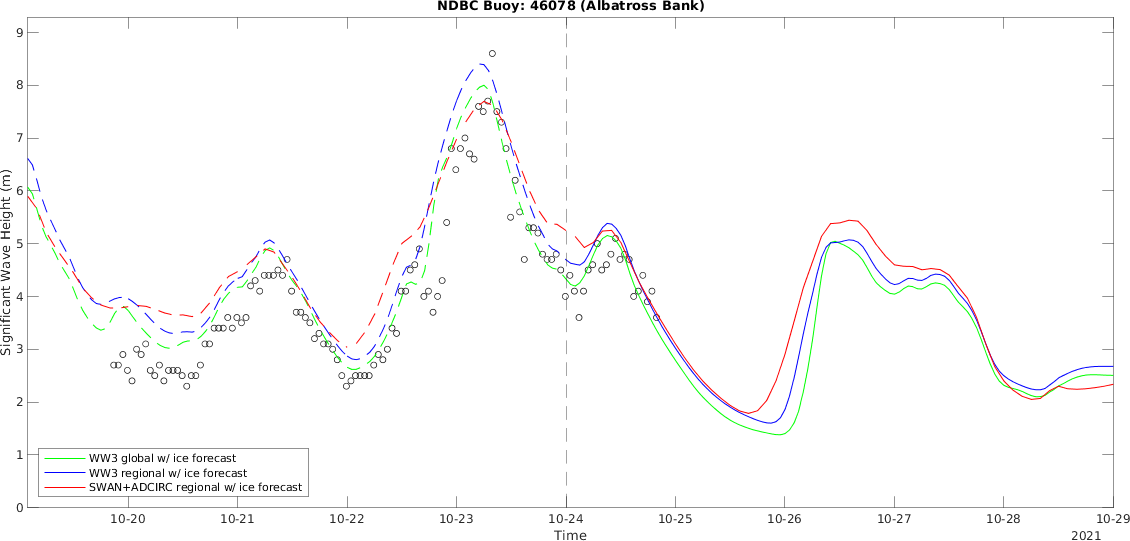 NDBC Buoy: 46078 (Albatross Bank)
9
8
7
6
5
4
3
2
1
0
Significant Wave Height (m)
WW3 global w/ ice forecast
WW3 regional w/ ice forecast
SWAN+ADCIRC regional w/ ice forecast
10-20 10-21 10-22 10-23 10-24 10-25 10-26 10-27 10-28 10-29
Time
2021